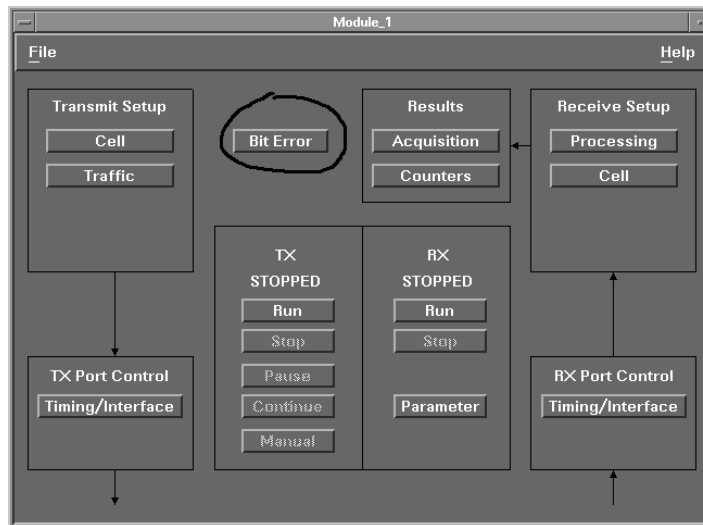 Module_1
File
Help
Transmit Setup
Cell
Traffic
Bit Error
Results
Acquisition
Counters
Receive Setup
Processing
Cell
TX
STOPPED
Run
Stop
Pause
Continue
Manual
RX
STOPPED
Run
Stop
Parameter
TX Port Control
Timing/Interface
RX Port Control
Timing/Interface